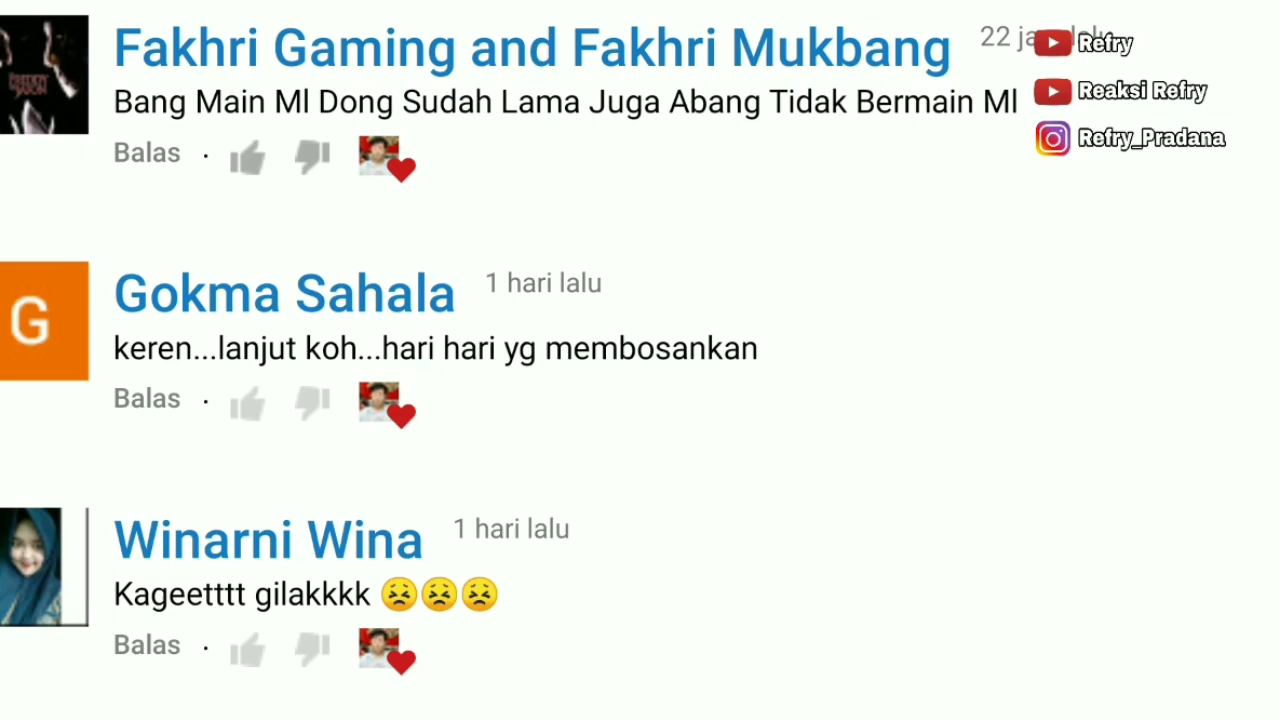 Fakhri Gaming and Fakhri Mukbang 22 lalu
Refry
Bang Main Ml Dong Sudah Lama Juga Abang Tidak Bermain Ml
Reaksi Refry
Balas ·
Refry_Pradana
G
Gokma Sahala 1 hari lalu
keren...lanjut koh...hari hari yg membosankan
Balas ·
Winarni Wina 1 hari lalu
Kageetttt gilakkkk 😣😣😣
Balas ·